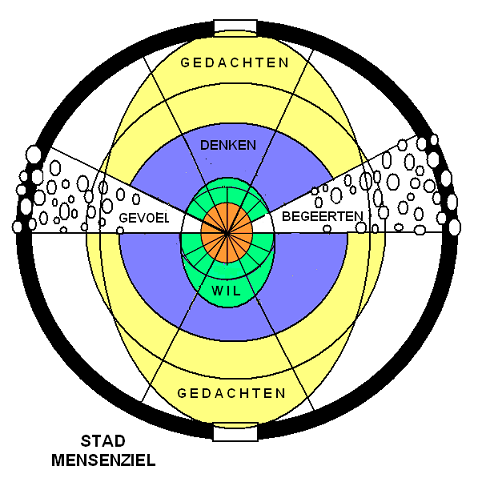 GEDACHTEN
DENKEN
GEVOEL
BEGEERTEN
WIL
GEDACHTEN
STAD
MENSENZIEL